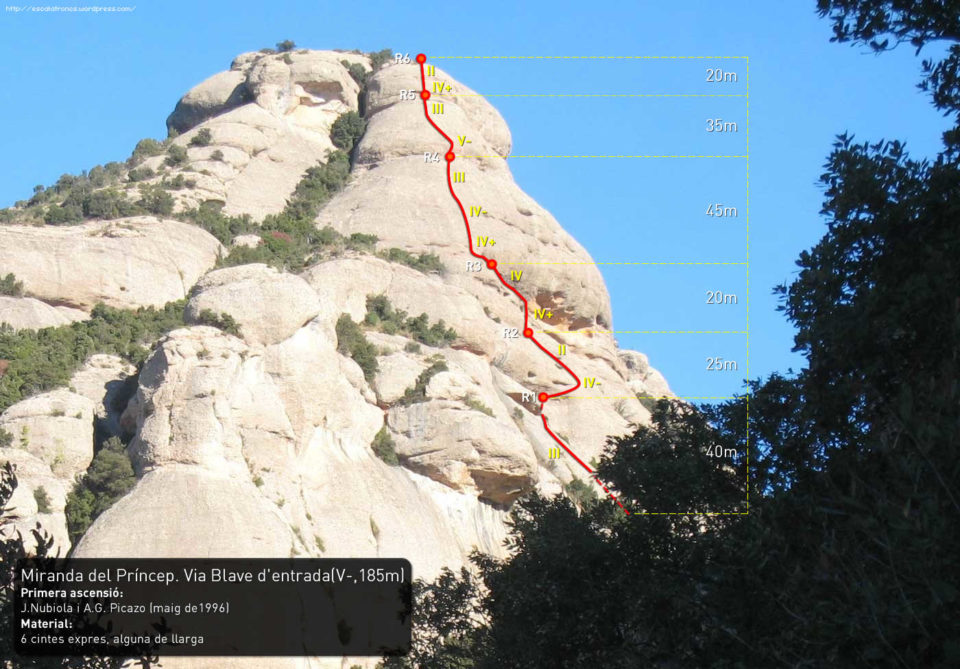 http://escalatroncs.wordpress.com/
R6
II
20m
IV+
R5
III
35m
V-
R4
III
45m
IV-
IV+
R3
IV
20m
IV+
R2
II
25m
IV-
R1
40m
III
Miranda del Príncep. Via Blave d'entrada(V-,185m)
Primera ascensió:
J.Nubiola i A.G. Picazo (maig de1996)
Material:
6 cintes expres, alguna de llarga